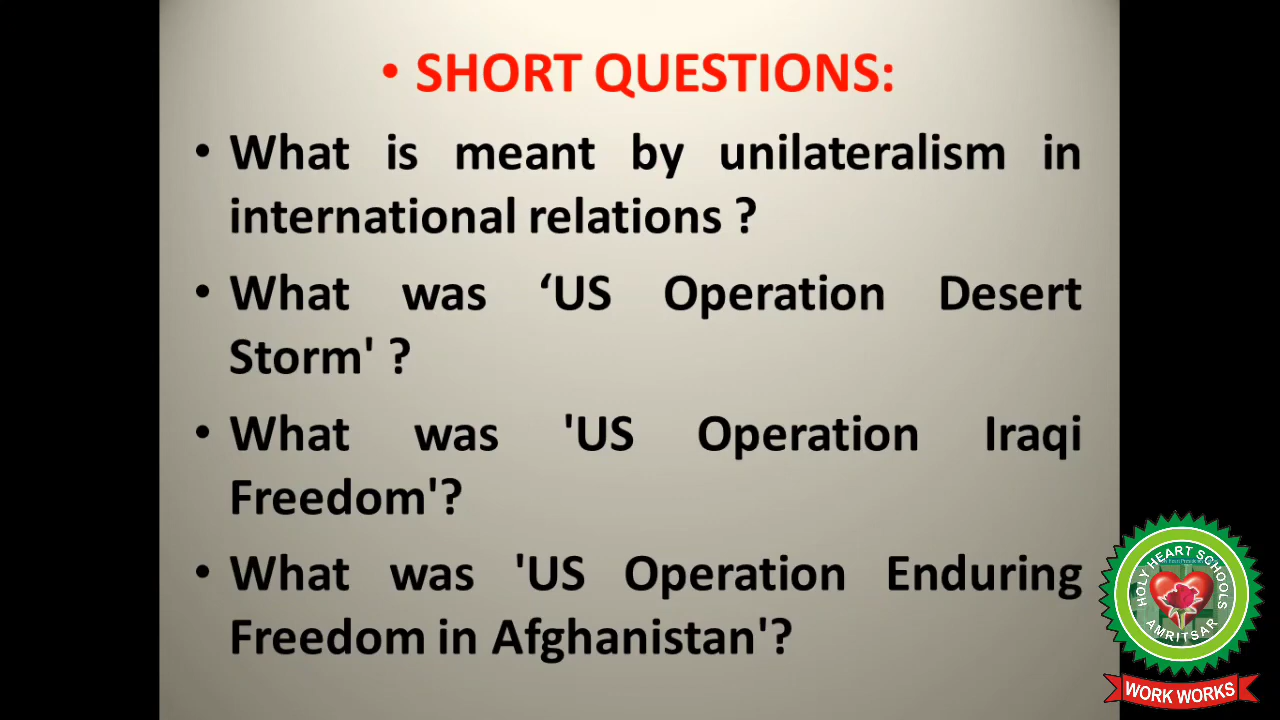 • SHORT QUESTIONS:
• What is meant by unilateralism in
international relations ?
• What was ‘US Operation Desert
Storm' ?
• What was 'US Operation Iraqi
Freedom'?
• What was 'US Operation Enduring
Freedom in Afghanistan'?
HOLY HEART SCHOOLS
AMRITSAR
WORK WORKS